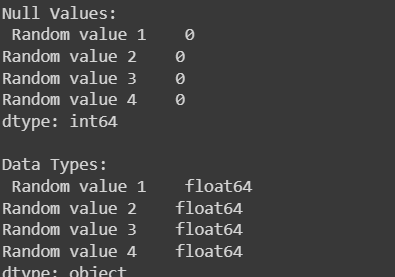 Null Values:
 Random value 1    0
Random value 2    0
Random value 3    0
Random value 4    0
dtype: int64

Data Types:
 Random value 1    float64
Random value 2    float64
Random value 3    float64
Random value 4    float64
dtype: object